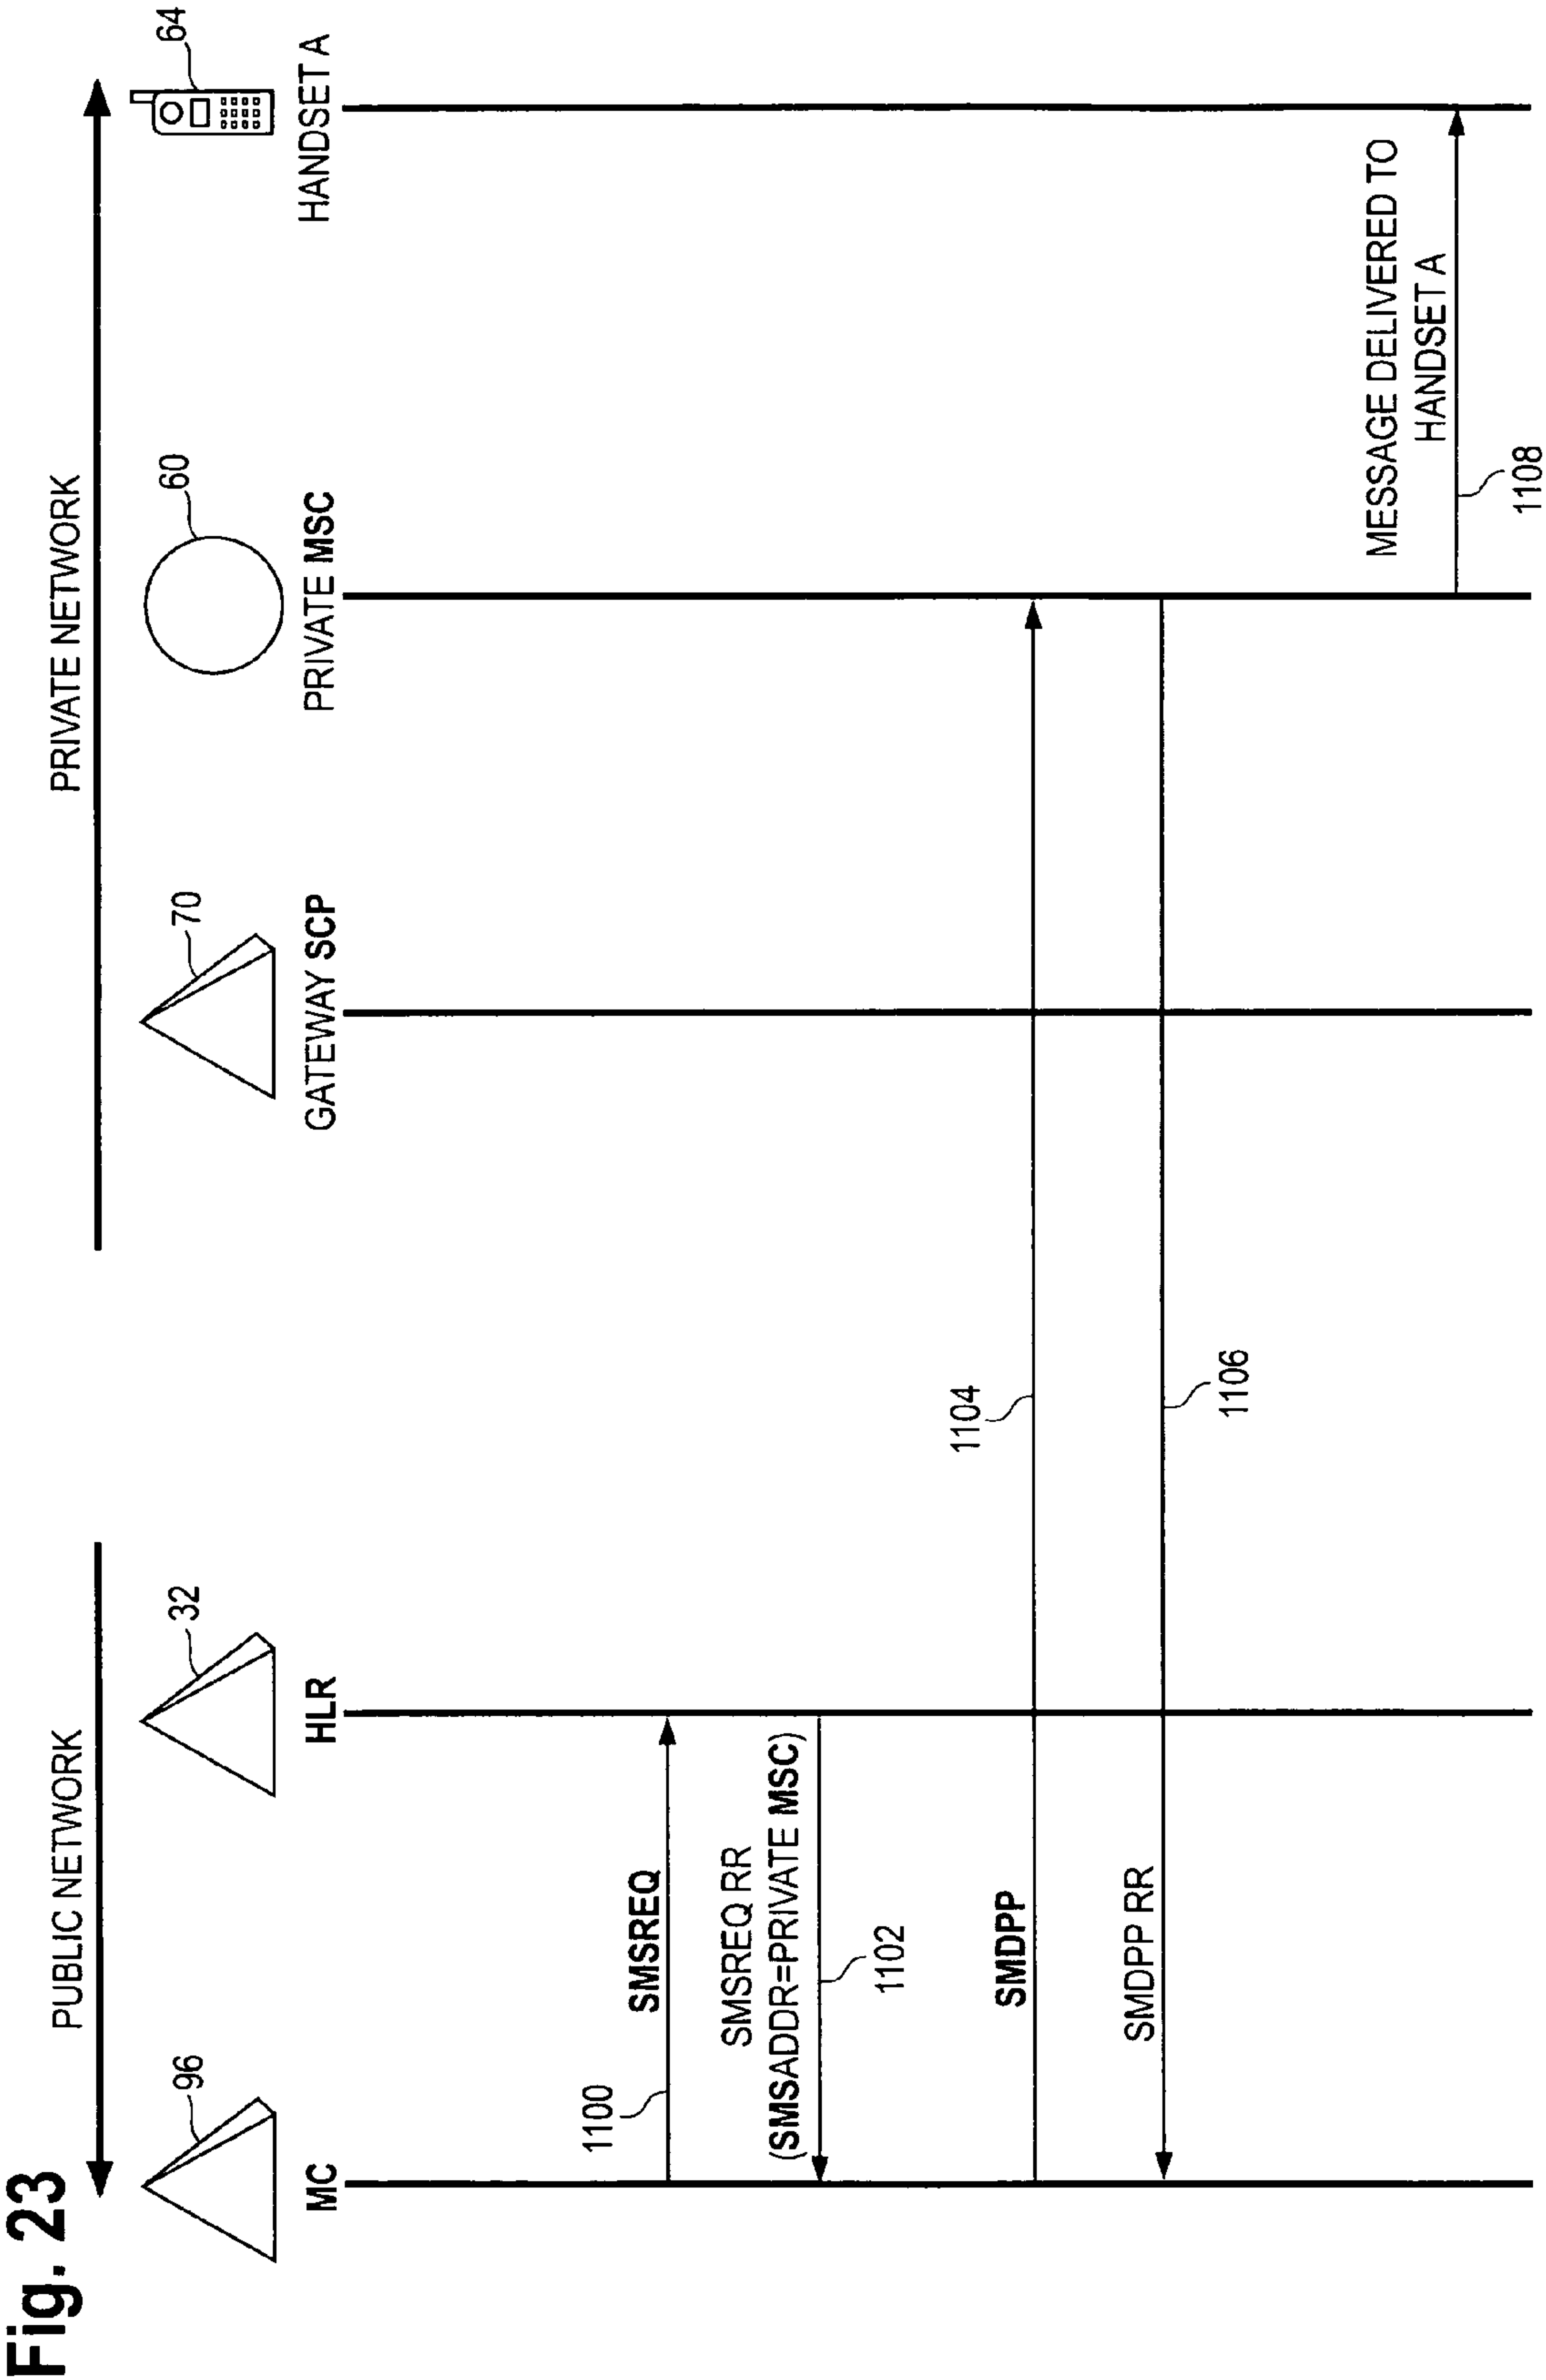 Fig. 23
PUBLIC NETWORK
PRIVATE NETWORK
96
32
70
60
64
MC
HLR
GATEWAY SCP
PRIVATE MSC
HANDSET A
1100
SMSREQ
SMSREQ RR
(SMSADDR=PRIVATE MSC)
1102
SMDPP
1104
SMDPP RR
1106
MESSAGE DELIVERED TO
HANDSET A
1108